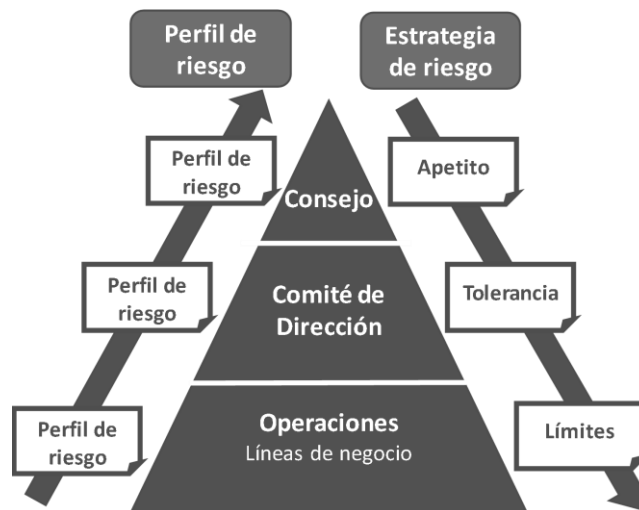 Perfil de
riesgo
Estrategia
de riesgo
Perfil de
riesgo
Consejo
Apetito
Perfil de
riesgo
Comité de
Dirección
Tolerancia
Perfil de
riesgo
Operaciones
Líneas de negocio
Límites